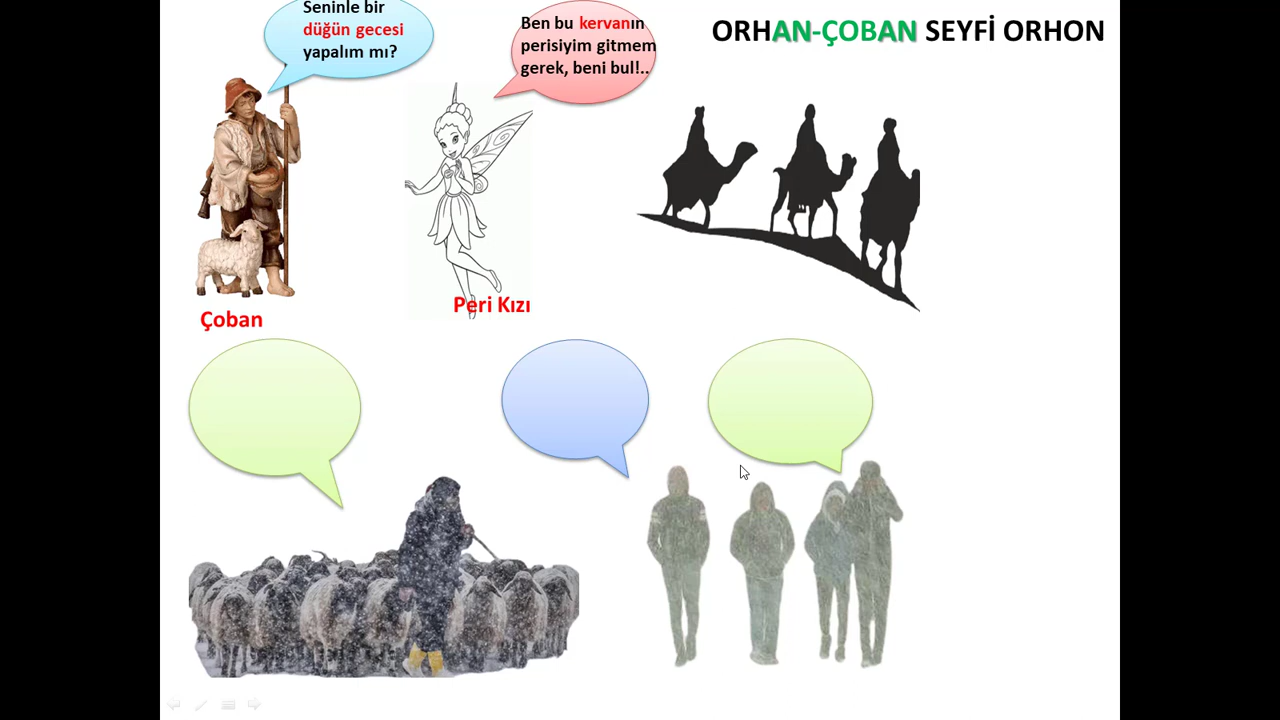 Seninle bir
düğün gecesi
yapalım mı?
Ben bu kervanın
perisiyim gitmem
gerek, beni bul!..
ORHAN-ÇOBAN SEYFİ ORHON
Çoban
Peri Kızı